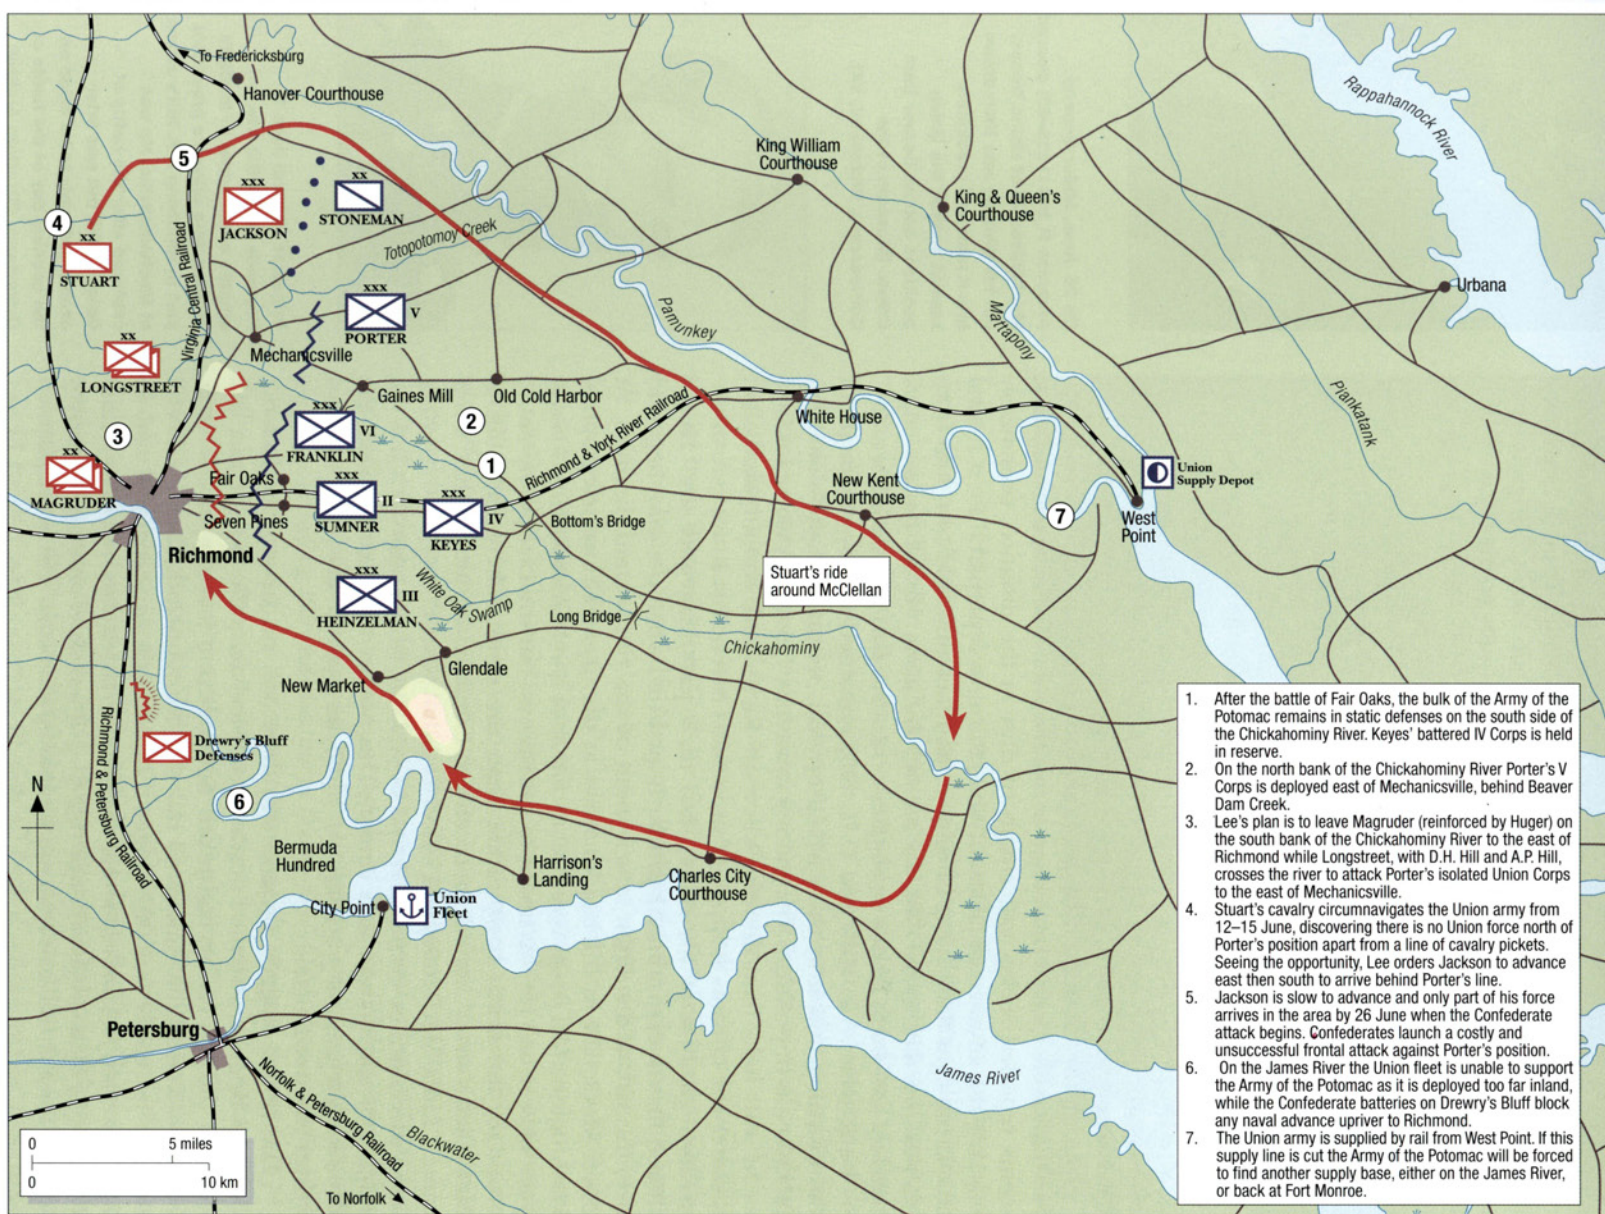 To Fredericksburg
Hanover Courthouse
5
King William
Courthouse
Rappahannock River
xxx
JACKSON
xx
STONEMAN
King & Queen's
Courthouse
4
xx
STUART
Totopotomoy Creek
Virginia Central Railroad
Urbana
xxx
V
PORTER
Pamunkey
Mattapony
Mechanicsville
xx
LONGSTREET
Gaines Mill
Old Cold Harbor
Piankatank
White House
Richmond & York River Railroad
3
xxx
VI
FRANKLIN
2
1
xx
MAGRUDER
Fair Oaks
Seven Pines
xxx
II
SUMNER
xxx
IV
KEYES
Bottom's Bridge
New Kent
Courthouse
Union
Supply Depot
7
West
Point
Richmond
xxx
III
HEINZELMAN
White Oak Swamp
Stuart's ride
around McClellan
Long Bridge
Chickahominy
Glendale
New Market
Drewry's Bluff
Defenses
Richmond & Petersburg Railroad
N
6
Bermuda
Hundred
Harrison's
Landing
Charles City
Courthouse
City Point
Union
Fleet
Petersburg
James River
Norfolk & Petersburg Railroad
Blackwater
To Norfolk
0 5 miles
0 10 km
1. After the battle of Fair Oaks, the bulk of the Army of the
Potomac remains in static defenses on the south side of
the Chickahominy River. Keyes' battered IV Corps is held
in reserve.
2. On the north bank of the Chickahominy River Porter's V
Corps is deployed east of Mechanicsville, behind Beaver
Dam Creek.
3. Lee's plan is to leave Magruder (reinforced by Huger) on
the south bank of the Chickahominy River to the east of
Richmond while Longstreet, with D.H. Hill and A.P. Hill,
crosses the river to attack Porter's isolated Union Corps
to the east of Mechanicsville.
4. Stuart's cavalry circumnavigates the Union army from
12–15 June, discovering there is no Union force north of
Porter's position apart from a line of cavalry pickets.
Seeing the opportunity, Lee orders Jackson to advance
east then south to arrive behind Porter's line.
5. Jackson is slow to advance and only part of his force
arrives in the area by 26 June when the Confederate
attack begins. Confederates launch a costly and
unsuccessful frontal attack against Porter's position.
6. On the James River the Union fleet is unable to support
the Army of the Potomac as it is deployed too far inland,
while the Confederate batteries on Drewry's Bluff block
any naval advance upriver to Richmond.
7. The Union army is supplied by rail from West Point. If this
supply line is cut the Army of the Potomac will be forced
to find another supply base, either on the James River,
or back at Fort Monroe.